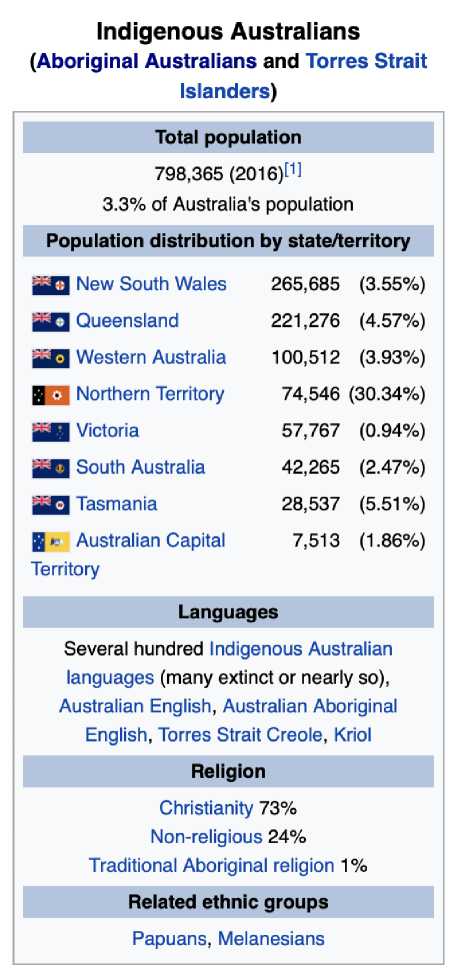 Indigenous Australians
(Aboriginal Australians and Torres Strait
Islanders)
Total population
798,365 (2016)[1]
3.3% of Australia's population
Population distribution by state/territory
New South Wales 265,685 (3.55%)
Queensland 221,276 (4.57%)
Western Australia 100,512 (3.93%)
Northern Territory 74,546 (30.34%)
Victoria 57,767 (0.94%)
South Australia 42,265 (2.47%)
Tasmania 28,537 (5.51%)
Australian Capital 7,513 (1.86%)
Territory
Languages
Several hundred Indigenous Australian
languages (many extinct or nearly so),
Australian English, Australian Aboriginal
English, Torres Strait Creole, Kriol
Religion
Christianity 73%
Non-religious 24%
Traditional Aboriginal religion 1%
Related ethnic groups
Papuans, Melanesians